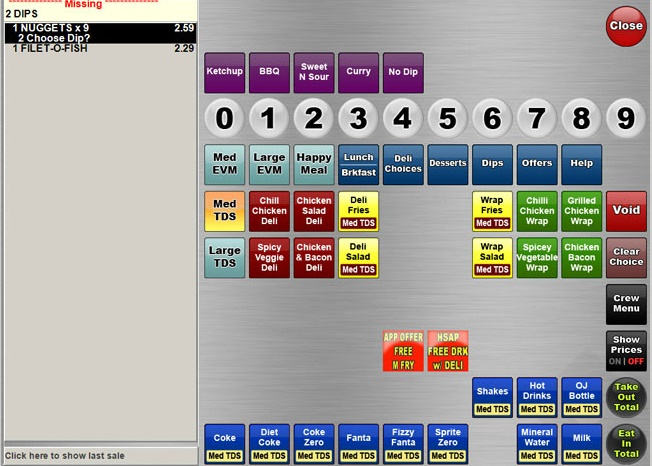 ------------- Missing -------------
2 DIPS
1 NUGGETS x 9 2.59
2 Choose Dip?
1 FILET-O-FISH 2.29
Close
Ketchup
BBQ
Sweet
N Sour
Curry
No Dip
0 1 2 3 4 5 6 7 8 9
Med
EVM
Large
EVM
Happy
Meal
Lunch
Brkfast
Deli
Choices
Desserts
Dips
Offers
Help
Med
TDS
Chill
Chicken
Deli
Chicken
Salad
Deli
Deli
Fries
Med TDS
Wrap
Fries
Med TDS
Chilli
Chicken
Wrap
Grilled
Chicken
Wrap
Void
Large
TDS
Spicy
Veggie
Deli
Chicken
& Bacon
Deli
Deli
Salad
Med TDS
Wrap
Salad
Med TDS
Spicey
Vegetable
Wrap
Chicken
Bacon
Wrap
Clear
Choice
Crew
Menu
APP OFFER
FREE
M FRY
HSAP
FREE DRK
w/ DELI
Show
Prices
ON | OFF
Shakes
Med TDS
Hot
Drinks
Med TDS
OJ
Bottle
Med TDS
Take
Out
Total
Coke
Med TDS
Diet
Coke
Med TDS
Coke
Zero
Med TDS
Fanta
Med TDS
Fizzy
Fanta
Med TDS
Sprite
Zero
Med TDS
Mineral
Water
Med TDS
Milk
Med TDS
Eat
In
Total
Click here to show last sale